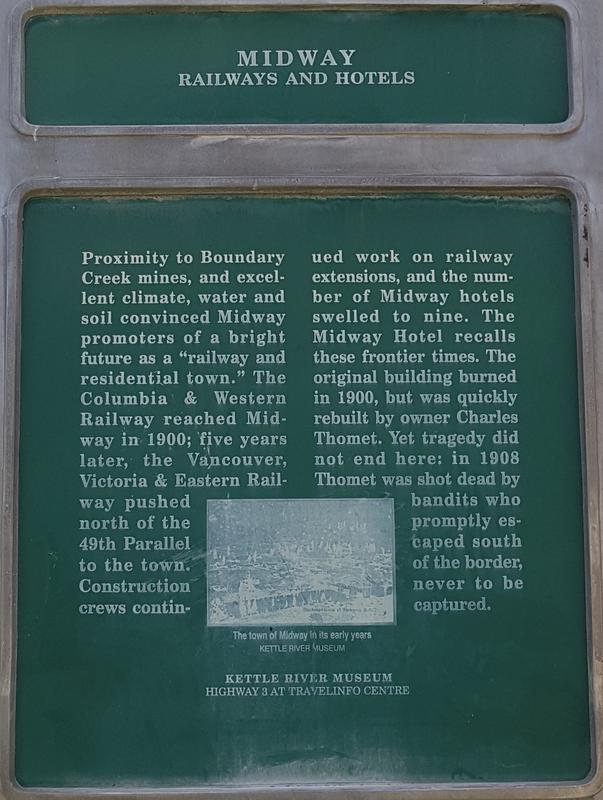 MIDWAY
RAILWAYS AND HOTELS
Proximity to Boundary
Creek mines, and excel-
lent climate, water and
soil convinced Midway
promoters of a bright
future as a “railway and
residential town.” The
Columbia & Western
Railway reached Mid-
way in 1900; five years
later, the Vancouver,
Victoria & Eastern Rail-
way pushed
north of the
49th Parallel
to the town.
Construction
crews contin-
ued work on railway
extensions, and the num-
ber of Midway hotels
swelled to nine. The
Midway Hotel recalls
these frontier times. The
original building burned
in 1900, but was quickly
rebuilt by owner Charles
Thomet. Yet tragedy did
not end here: in 1908
Thomet was shot dead by
bandits who
promptly es-
caped south
of the border,
never to be
captured.
The town of Midway in its early years
KETTLE RIVER MUSEUM
KETTLE RIVER MUSEUM
HIGHWAY 3 AT TRAVELINFO CENTRE